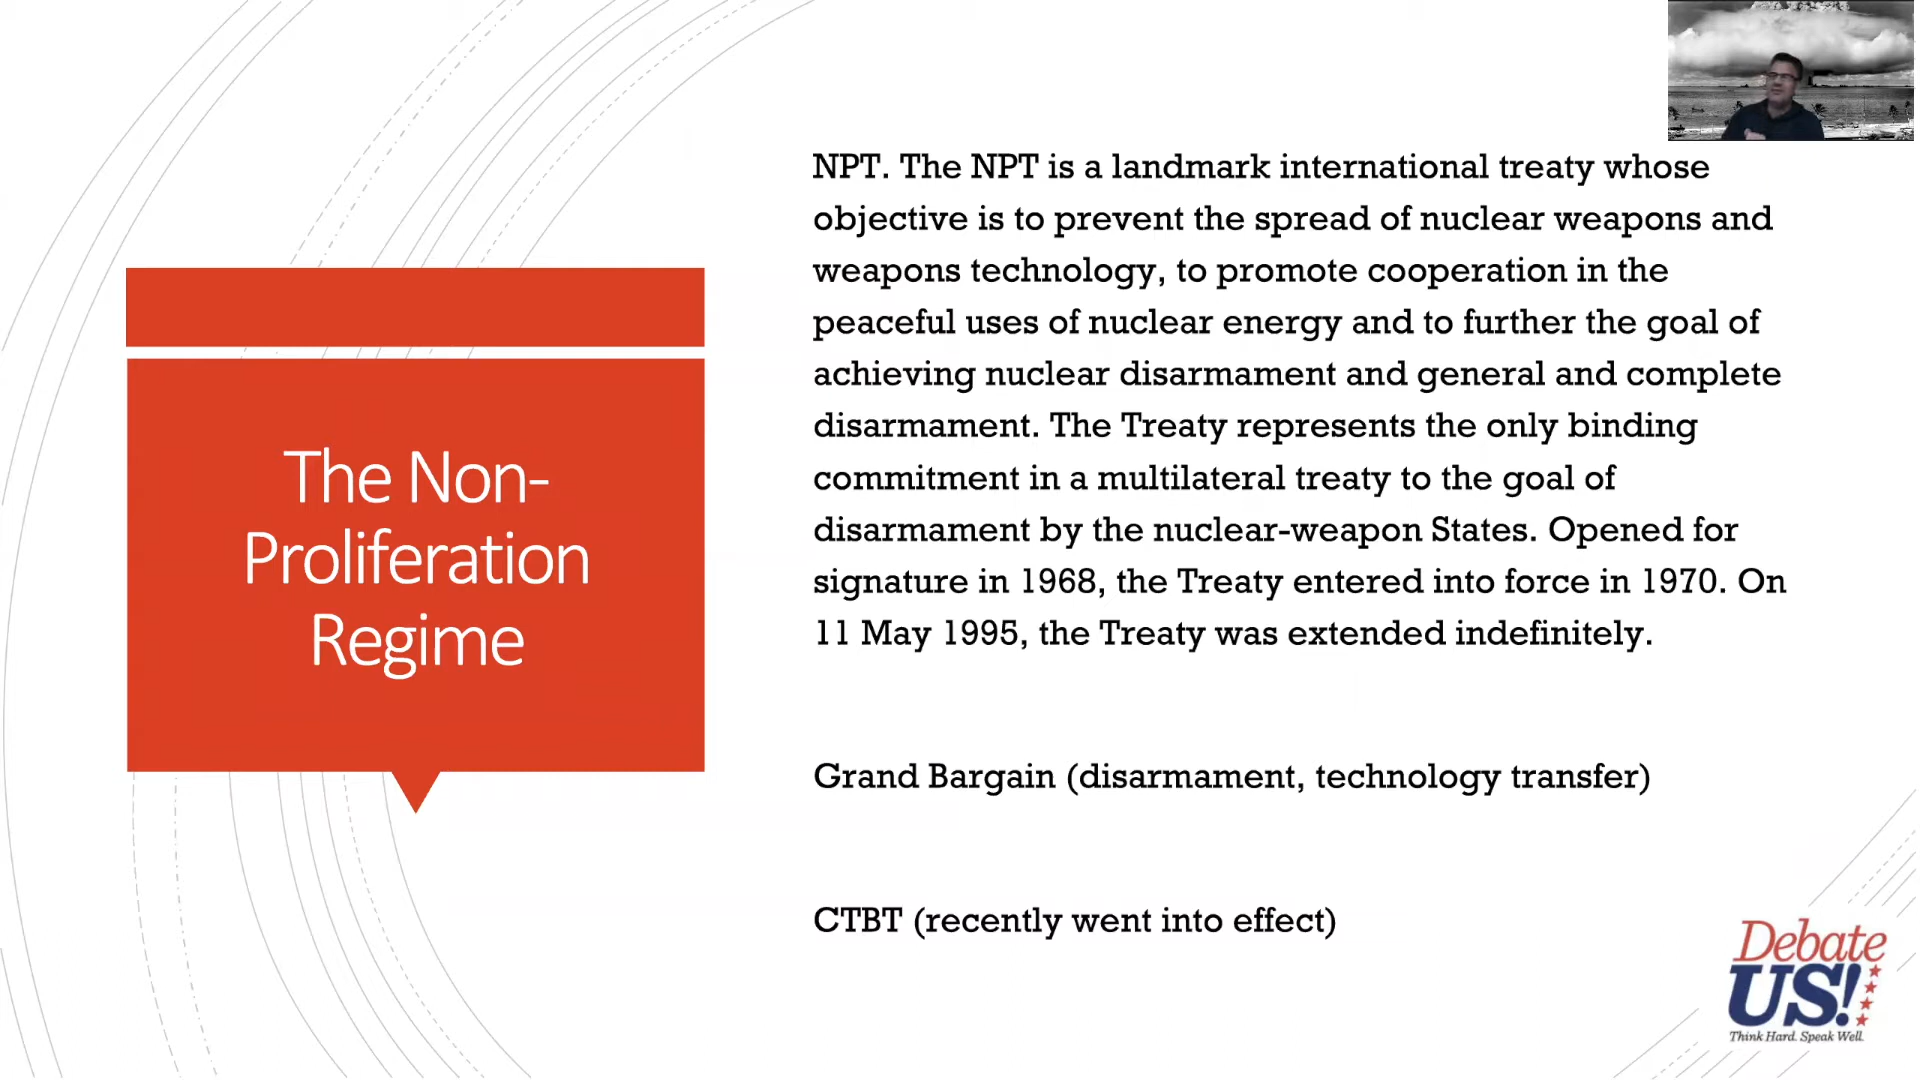 The Non-
Proliferation
Regime
NPT. The NPT is a landmark international treaty whose
objective is to prevent the spread of nuclear weapons and
weapons technology, to promote cooperation in the
peaceful uses of nuclear energy and to further the goal of
achieving nuclear disarmament and general and complete
disarmament. The Treaty represents the only binding
commitment in a multilateral treaty to the goal of
disarmament by the nuclear-weapon States. Opened for
signature in 1968, the Treaty entered into force in 1970. On
11 May 1995, the Treaty was extended indefinitely.
Grand Bargain (disarmament, technology transfer)
CTBT (recently went into effect)
Debate
US!
Think Hard. Speak Well.